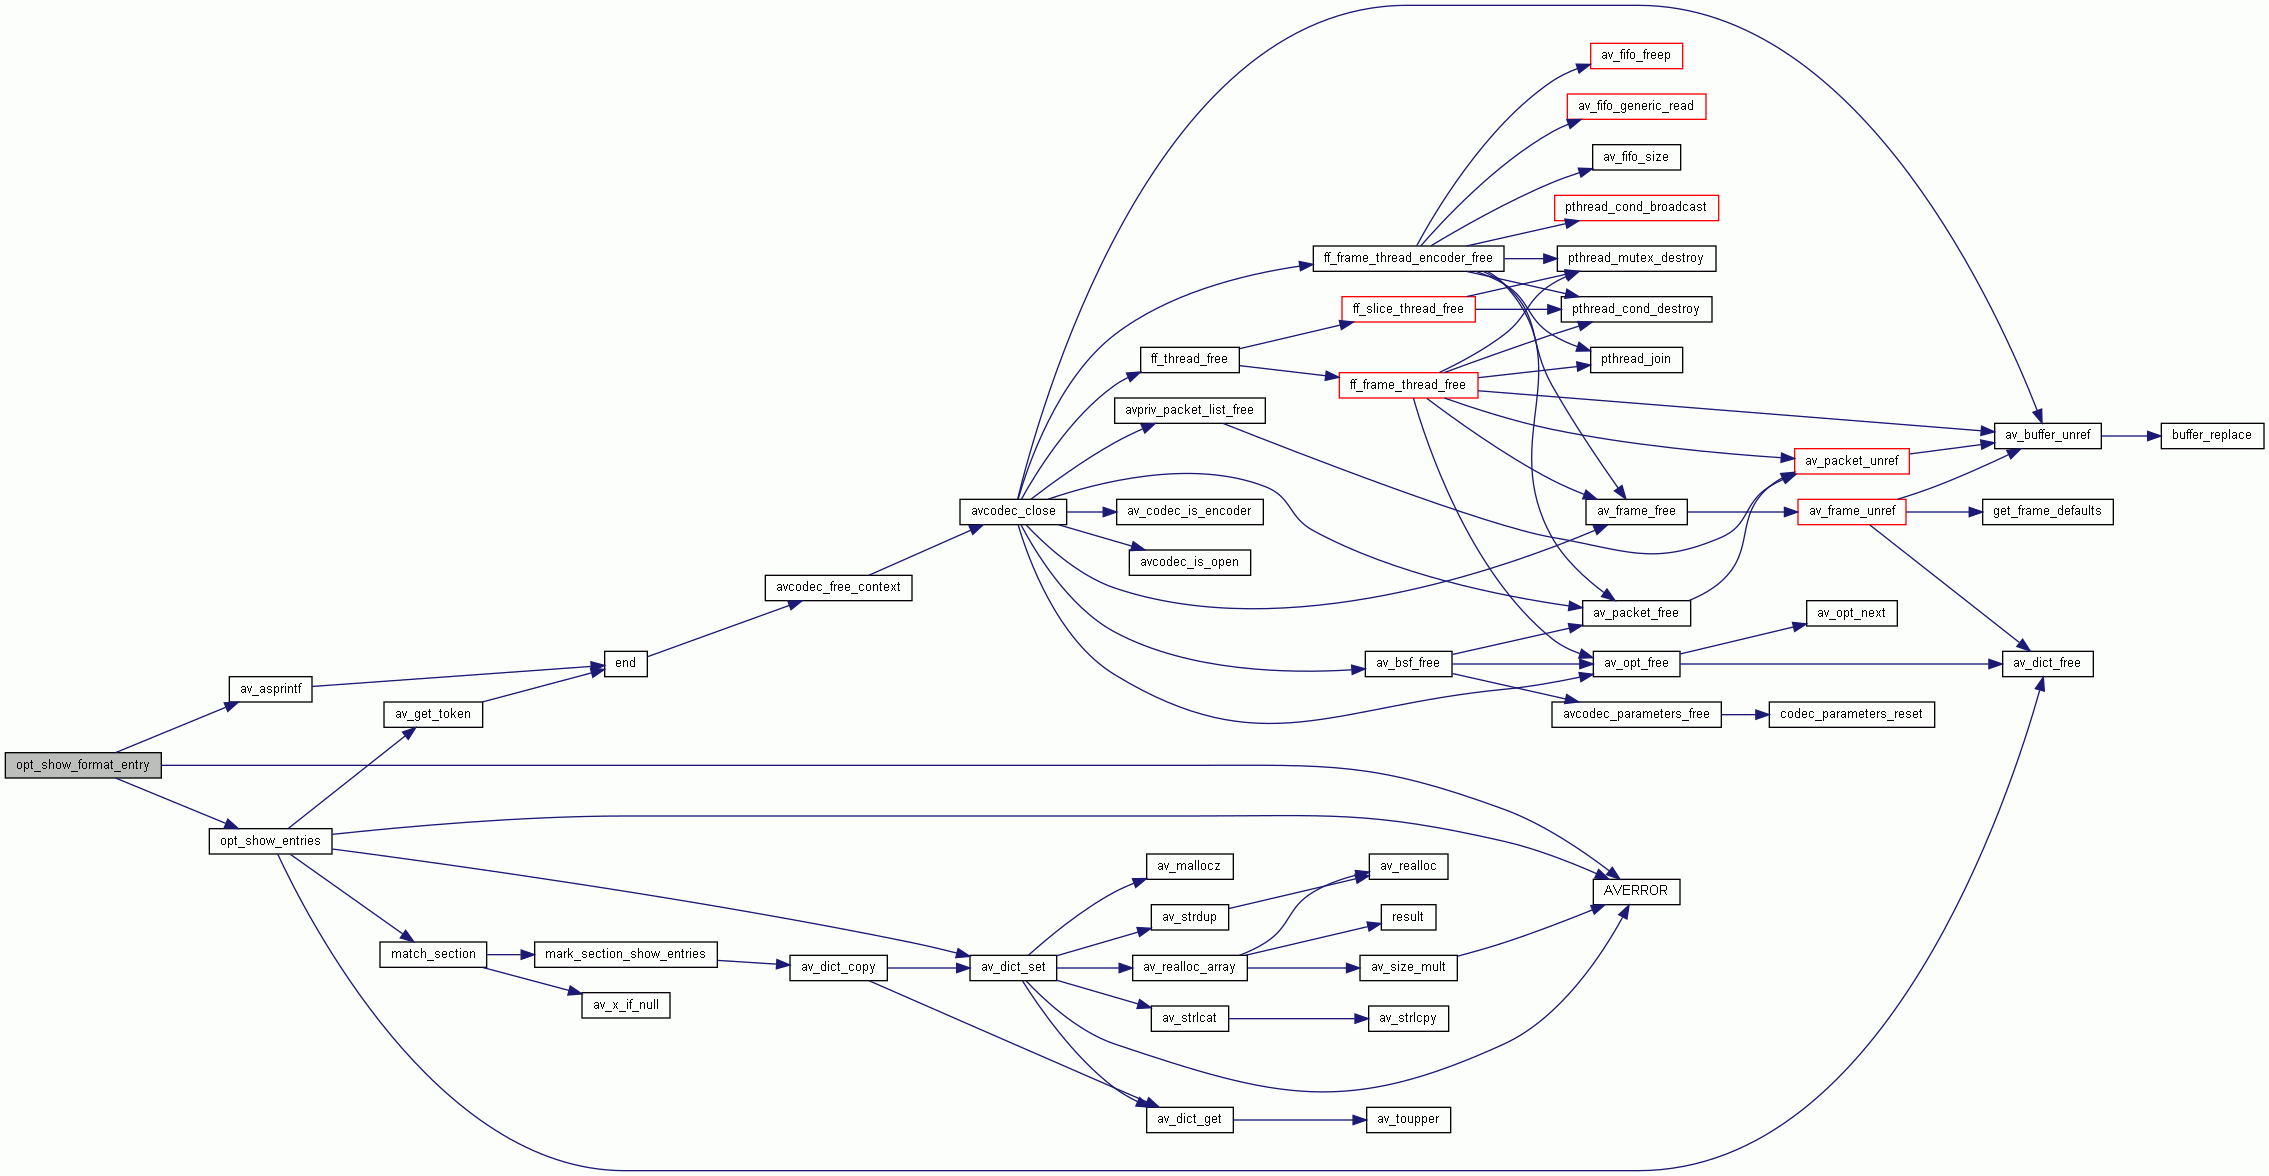 av_fifo_freep
av_fifo_generic_read
av_fifo_size
pthread_cond_broadcast
ff_frame_thread_encoder_free
pthread_mutex_destroy
ff_slice_thread_free
pthread_cond_destroy
ff_thread_free
pthread_join
ff_frame_thread_free
avpriv_packet_list_free
av_buffer_unref
buffer_replace
av_packet_unref
avcodec_close
av_codec_is_encoder
av_frame_free
av_frame_unref
get_frame_defaults
avcodec_is_open
avcodec_free_context
av_packet_free
av_opt_next
end
av_bsf_free
av_opt_free
av_dict_free
av_asprintf
av_get_token
avcodec_parameters_free
codec_parameters_reset
opt_show_format_entry
opt_show_entries
av_mallocz
av_realloc
AVERROR
av_strdup
result
match_section
mark_section_show_entries
av_dict_copy
av_dict_set
av_realloc_array
av_size_mult
av_x_if_null
av_strlcat
av_strlcpy
av_dict_get
av_toupper